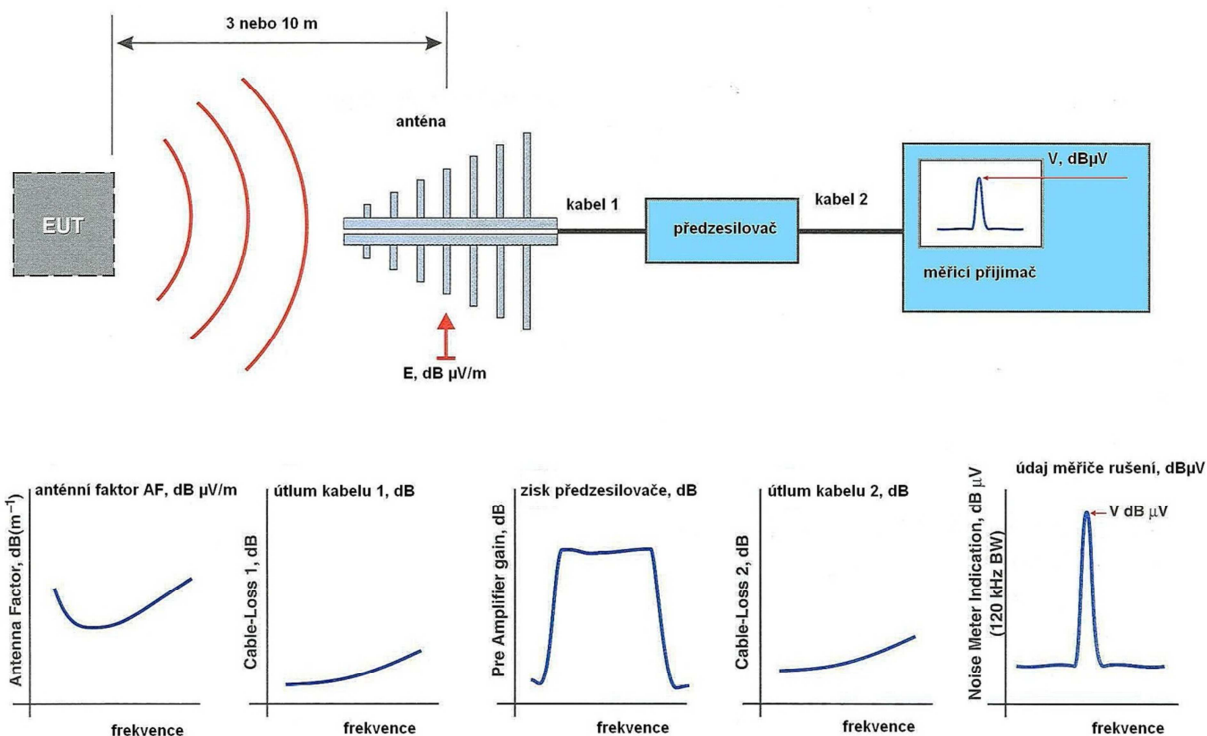 3 nebo 10 m
anténa
V, dBµV
EUT
kabel 1
předzesilovač
kabel 2
měřicí přijímač
E, dB µV/m
anténní faktor AF, dB µV/m
Antenna Factor, dB(m⁻¹)
frekvence
útlum kabelu 1, dB
Cable-Loss 1, dB
frekvence
zisk předzesilovače, dB
Pre Amplifier gain, dB
frekvence
útlum kabelu 2, dB
Cable-Loss 2, dB
frekvence
údaj měřiče rušení, dBµV
Noise Meter Indication, dB µV
(120 kHz BW)
V dB µV
frekvence